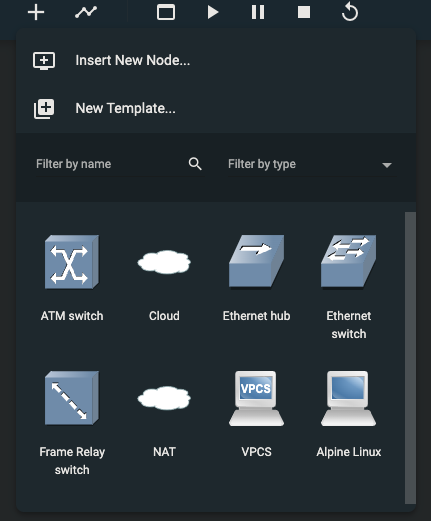 Insert New Node...
New Template...
Filter by name
Filter by type
ATM switch
Cloud
Ethernet hub
Ethernet
switch
VPCS
Frame Relay
switch
NAT
VPCS
Alpine Linux